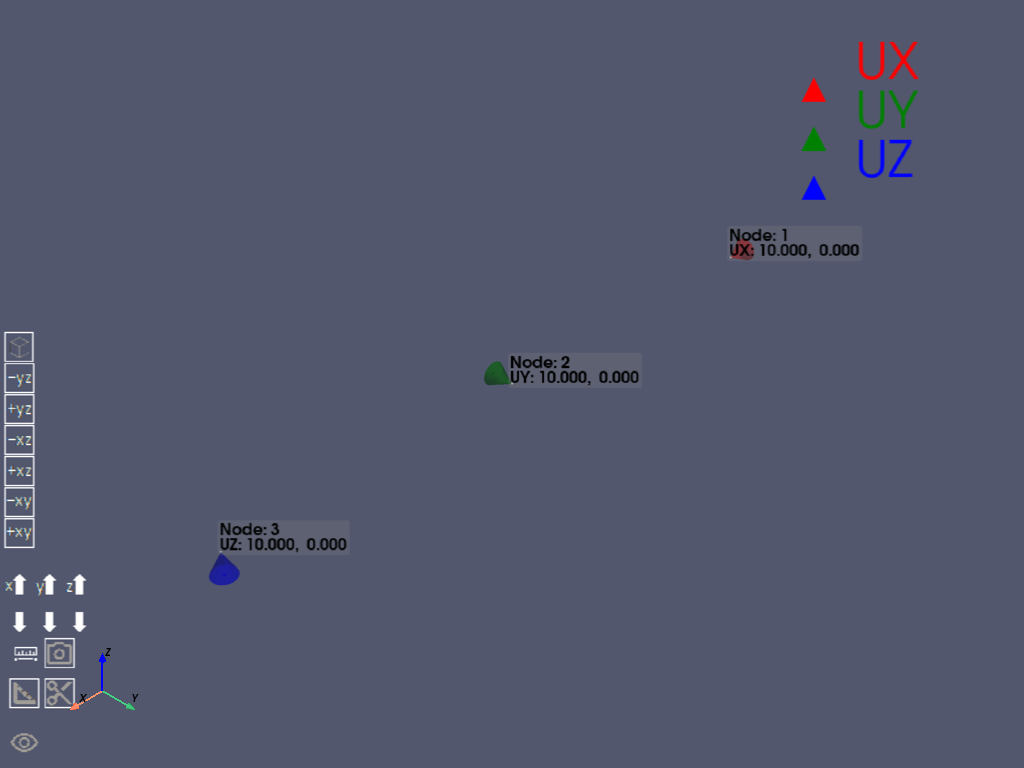 UX
UY
UZ
Node: 1
UX: 10.000, 0.000
Node: 2
UY: 10.000, 0.000
Node: 3
UZ: 10.000, 0.000
-yz
+yz
-xz
+xz
-xy
+xy
x y z
Z
X Y